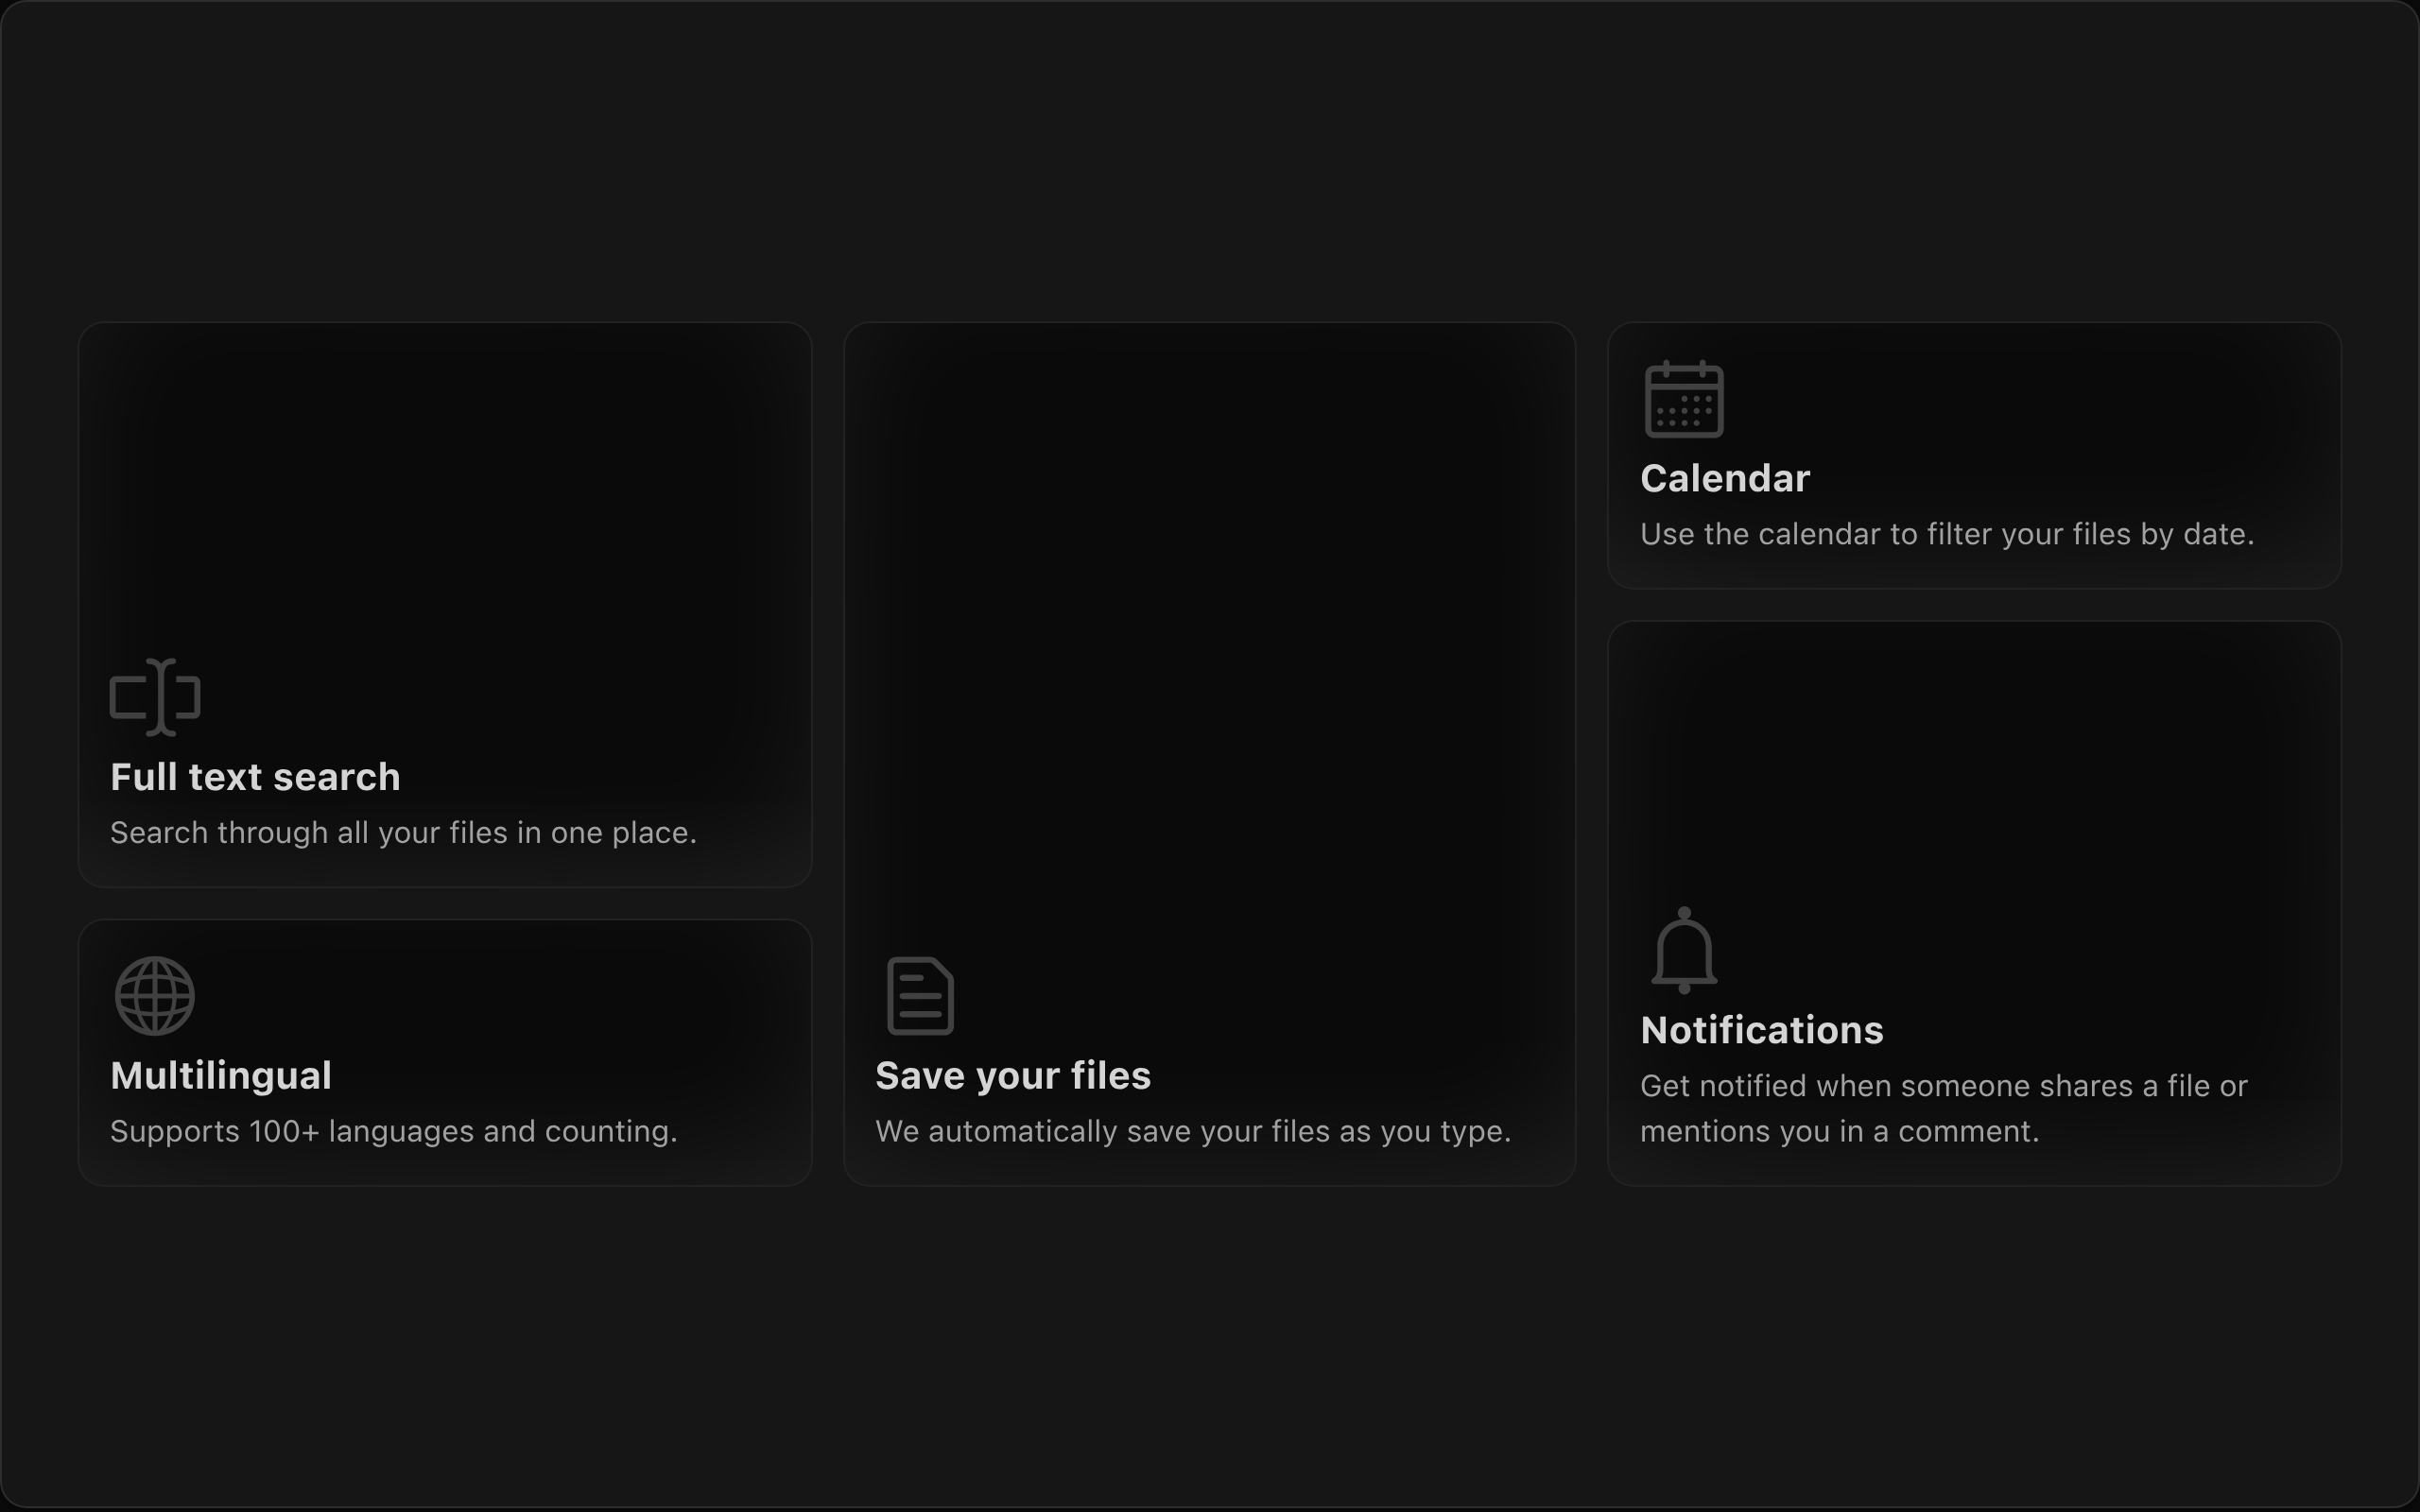 Full text search
Search through all your files in one place.
Multilingual
Supports 100+ languages and counting.
Save your files
We automatically save your files as you type.
Calendar
Use the calendar to filter your files by date.
Notifications
Get notified when someone shares a file or
mentions you in a comment.